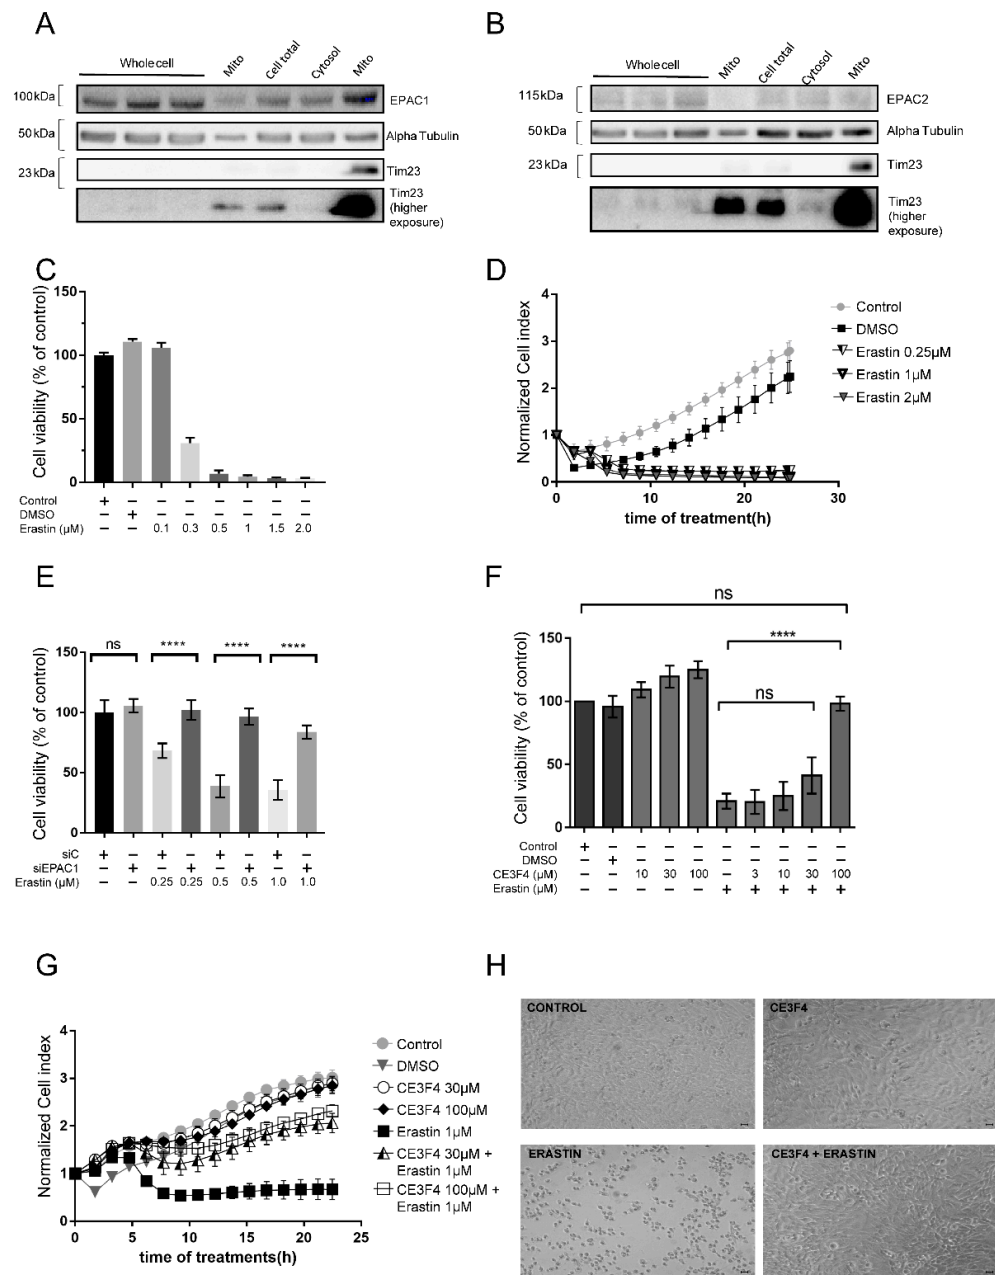 A
Whole cell
Mito
Cell total
Cytosol
Mito
100kDa
EPAC1
50kDa
Alpha Tubulin
23kDa
Tim23
Tim23
(higher
exposure)
B
Whole cell
Mito
Cell total
Cytosol
Mito
115kDa
EPAC2
50kDa
Alpha Tubulin
23kDa
Tim23
Tim23
(higher
exposure)
C
Cell viability (% of control)
150
100
50
0
Control + − − − − − − −
DMSO − + − − − − − −
Erastin (µM) − − 0.1 0.3 0.5 1 1.5 2.0
D
Normalized Cell index
4
3
2
1
0
0 10 20 30
time of treatment(h)
Control
DMSO
Erastin 0.25µM
Erastin 1µM
Erastin 2µM
E
Cell viability (% of control)
150
100
50
0
ns **** **** ****
siC + − + − + − + −
siEPAC1 − + − + − + − +
Erastin (µM) − − 0.25 0.25 0.5 0.5 1.0 1.0
F
ns
****
ns
Cell viability (% of control)
150
100
50
0
Control + − − − − − − − − −
DMSO − + − − − − − − − −
CE3F4 (µM) − − 10 30 100 − 3 10 30 100
Erastin (µM) − − − − − + + + + +
G
Normalized Cell index
4
3
2
1
0
0 5 10 15 20 25
time of treatments(h)
Control
DMSO
CE3F4 30µM
CE3F4 100µM
Erastin 1µM
CE3F4 30µM +
Erastin 1µM
CE3F4 100µM +
Erastin 1µM
H
CONTROL
CE3F4
ERASTIN
CE3F4 + ERASTIN